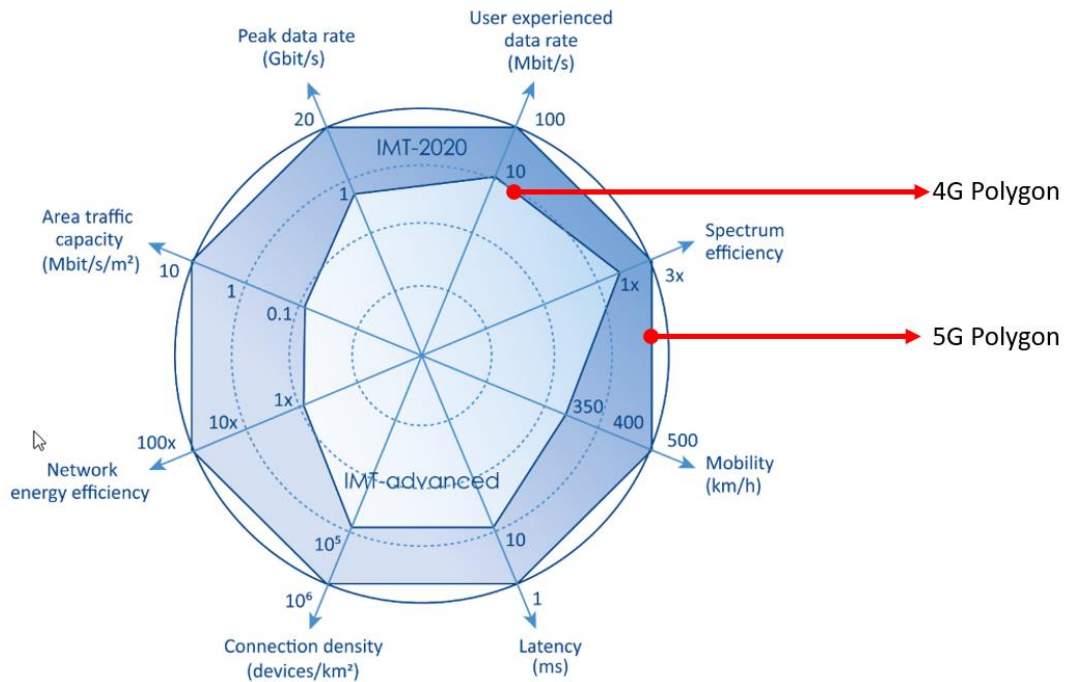 Peak data rate
(Gbit/s)
User experienced
data rate
(Mbit/s)
20
100
IMT-2020
1
10
4G Polygon
Area traffic
capacity
(Mbit/s/m²)
Spectrum
efficiency
10
1
0.1
1x
3x
5G Polygon
1x
10x
100x
350
400
500
Network
energy efficiency
Mobility
(km/h)
IMT-advanced
10⁵
10
10⁶
1
Connection density
(devices/km²)
Latency
(ms)